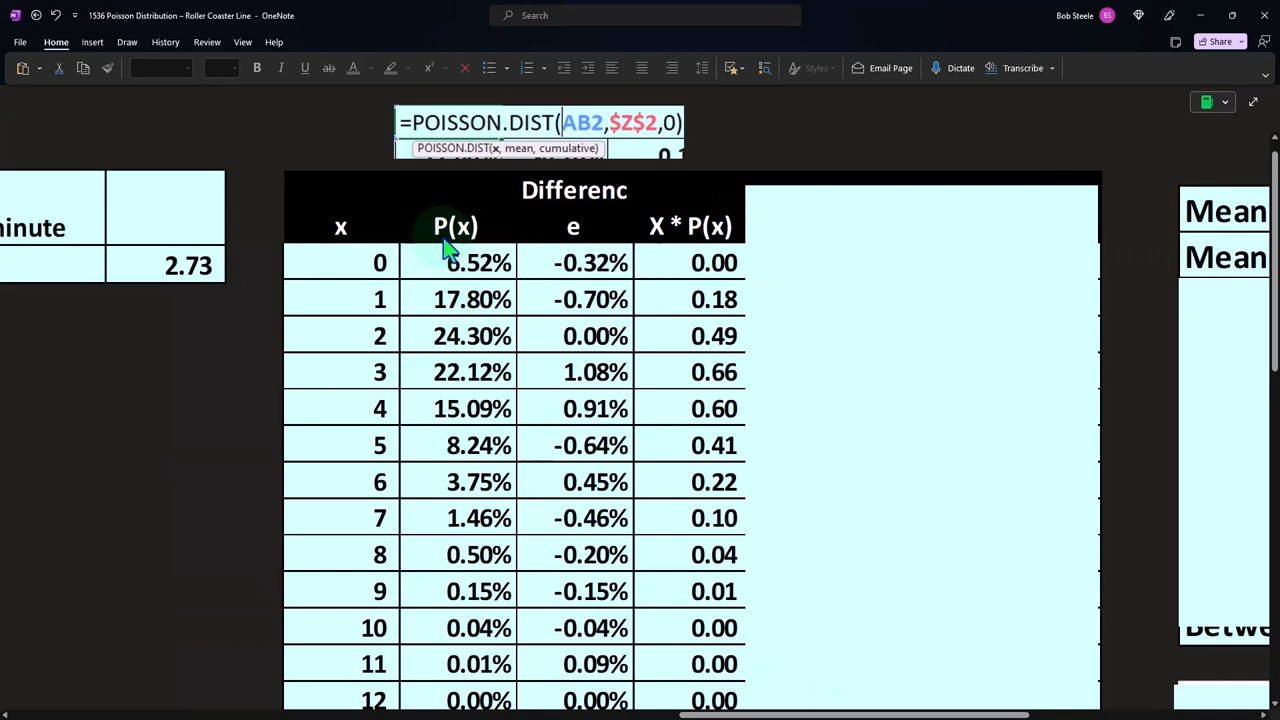 1536 Poisson Distribution – Roller Coaster Line - OneNote
Search
Bob Steele BS
File Home Insert Draw History Review View Help
Share
Email Page Dictate Transcribe
Styles
=POISSON.DIST(AB2,$Z$2,0)
POISSON.DIST(x, mean, cumulative)
minute
2.73
x P(x) Differenc e X * P(x)
0 6.52% -0.32% 0.00
1 17.80% -0.70% 0.18
2 24.30% 0.00% 0.49
3 22.12% 1.08% 0.66
4 15.09% 0.91% 0.60
5 8.24% -0.64% 0.41
6 3.75% 0.45% 0.22
7 1.46% -0.46% 0.10
8 0.50% -0.20% 0.04
9 0.15% -0.15% 0.01
10 0.04% -0.04% 0.00
11 0.01% 0.09% 0.00
12 0.00% 0.00% 0.00
Mean
Mean